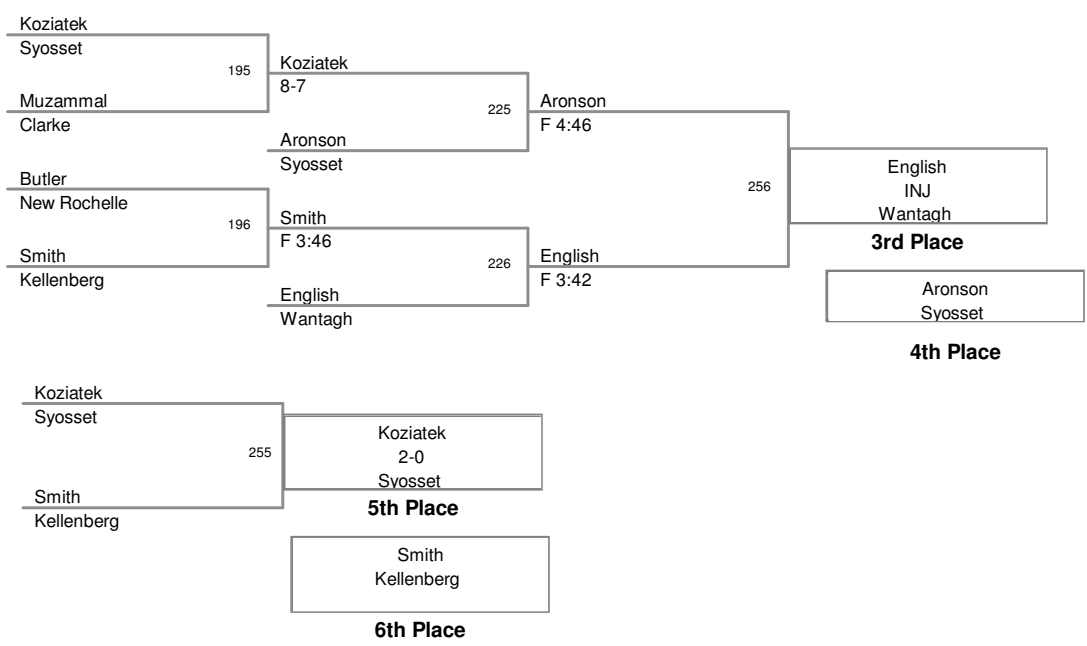 Koziatek
Syosset
195
Muzammal
Clarke
Koziatek
8-7
225
Aronson
Syosset
Butler
New Rochelle
196
Smith
Kellenberg
Smith
F 3:46
226
English
Wantagh
Aronson
F 4:46
256
English
F 3:42
English
INJ
Wantagh
3rd Place
Aronson
Syosset
4th Place
Koziatek
Syosset
255
Smith
Kellenberg
Koziatek
2-0
Syosset
5th Place
Smith
Kellenberg
6th Place